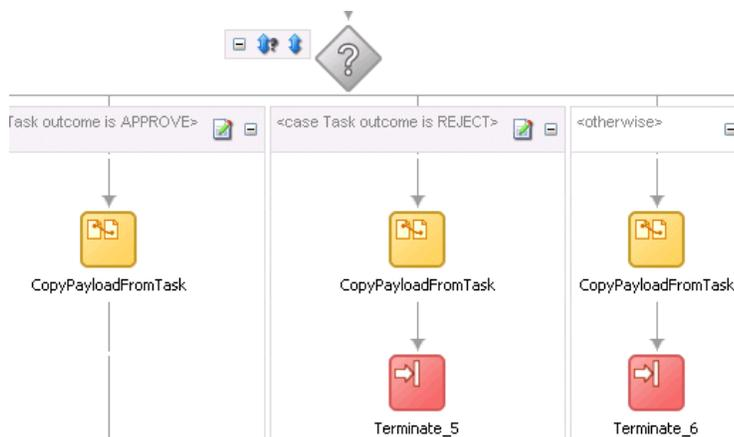 Task outcome is APPROVE>
<case Task outcome is REJECT>
<otherwise>
CopyPayloadFromTask
CopyPayloadFromTask
CopyPayloadFromTask
Terminate_5
Terminate_6